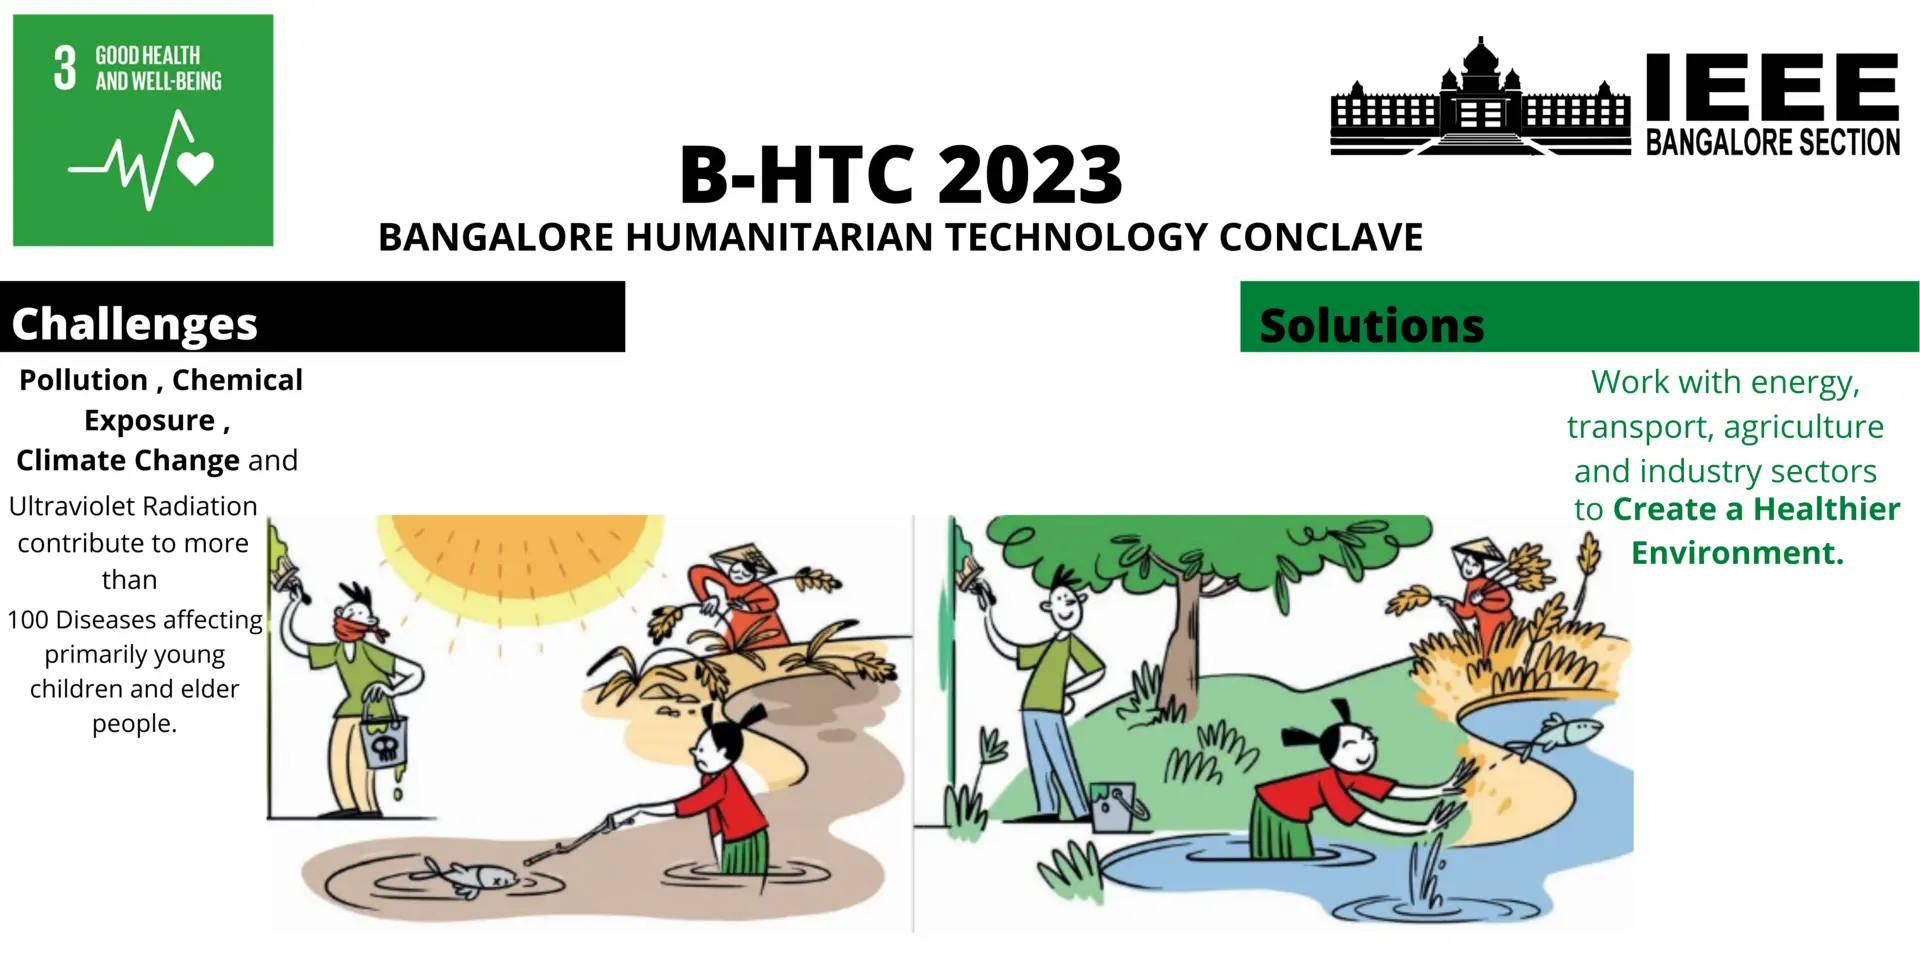 3 GOOD HEALTH
AND WELL-BEING
IEEE
BANGALORE SECTION
B-HTC 2023
BANGALORE HUMANITARIAN TECHNOLOGY CONCLAVE
Challenges
Pollution , Chemical
Exposure ,
Climate Change and
Ultraviolet Radiation
contribute to more
than
100 Diseases affecting
primarily young
children and elder
people.
Solutions
Work with energy,
transport, agriculture
and industry sectors
to Create a Healthier
Environment.